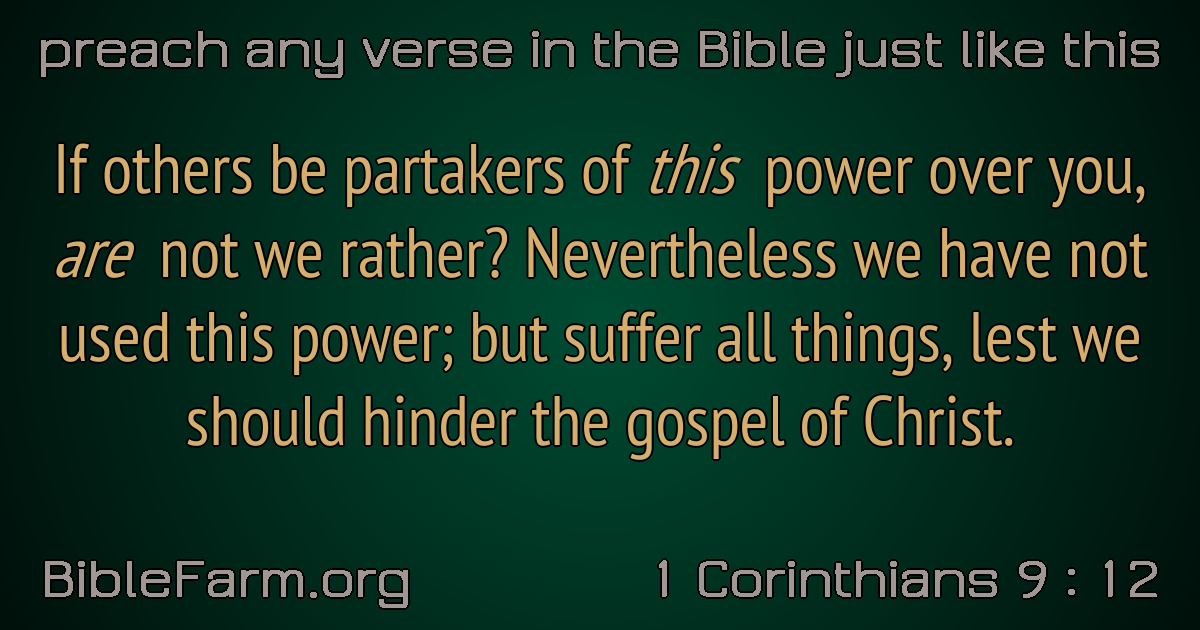 preach any verse in the Bible just like this
If others be partakers of this power over you,
are not we rather? Nevertheless we have not
used this power; but suffer all things, lest we
should hinder the gospel of Christ.
BibleFarm.org
1 Corinthians 9 : 12